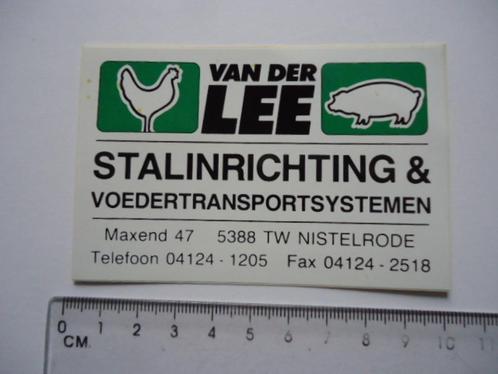 VAN DER
LEE
STALINRICHTING &
VOEDERTRANSPORTSYSTEMEN
Maxend 47 5388 TW NISTELRODE
Telefoon 04124 - 1205 Fax 04124 - 2518
0 1 2 3 4 5 6 7 8 9 10 11
CM